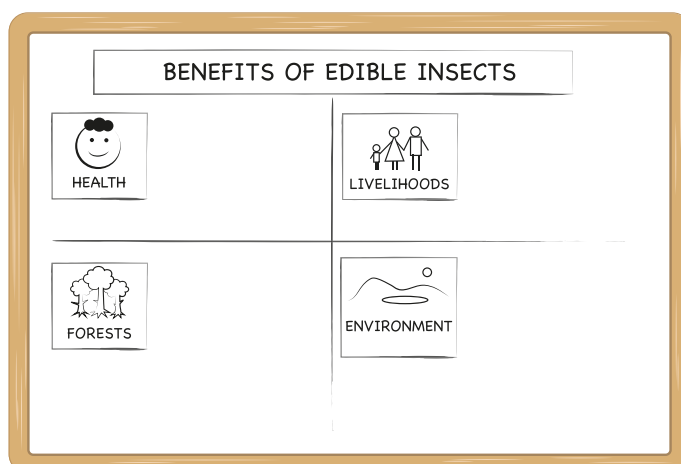 BENEFITS OF EDIBLE INSECTS
HEALTH
LIVELIHOODS
FORESTS
ENVIRONMENT